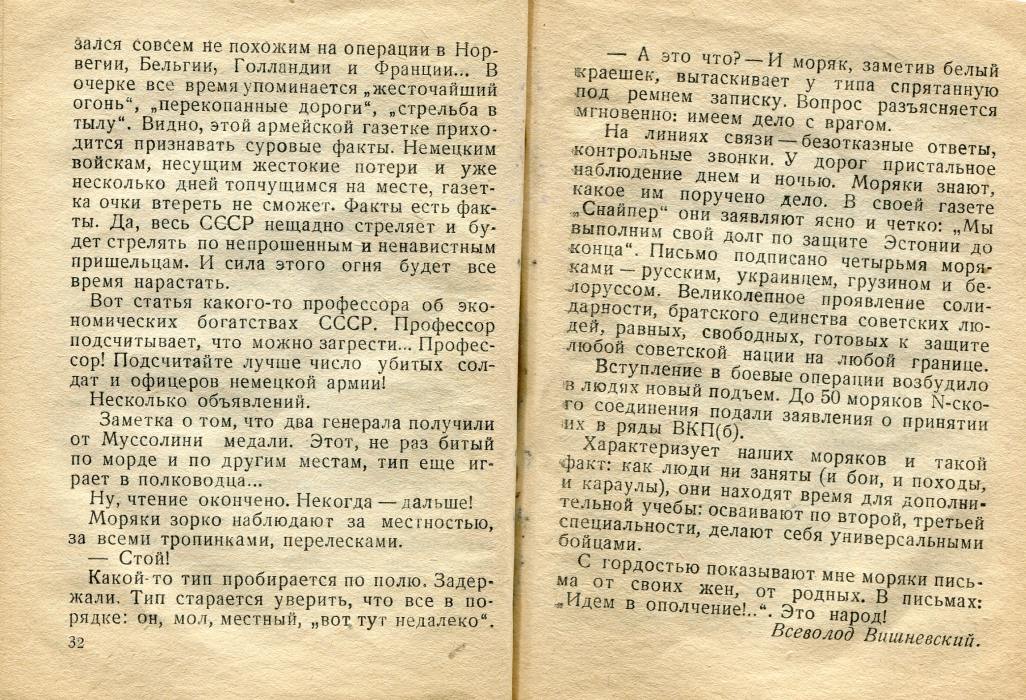 зался совсем не похожим на операции в Нор-
вегии, Бельгии, Голландии и Франции... В
очерке все время упоминается „жесточайший
огонь“, „перекопанные дороги“, „стрельба в
тылу“. Видно, этой армейской газетке прихо-
дится признавать суровые факты. Немецким
войскам, несущим жестокие потери и уже
несколько дней топчущимся на месте, газет-
ка очки втереть не сможет. Факты есть фак-
ты. Да, весь СССР нещадно стреляет и бу-
дет стрелять по непрошенным и ненавистным
пришельцам. И сила этого огня будет все
время нарастать.
Вот статья какого-то профессора об эко-
номических богатствах СССР. Профессор
подсчитывает, что можно загрести... Профес-
сор! Подсчитайте лучше число убитых сол-
дат и офицеров немецкой армии!
Несколько объявлений.
Заметка о том, что два генерала получили
от Муссолини медали. Этот, не раз битый
по морде и по другим местам, тип еще иг-
рает в полководца...
Ну, чтение окончено. Некогда — дальше!
Моряки зорко наблюдают за местностью,
за всеми тропинками, перелесками.
— Стой!
Какой-то тип пробирается по полю. Задер-
жали. Тип старается уверить, что все в по-
рядке: он, мол, местный, „вот тут недалеко“.
32
— А это что? — И моряк, заметив белый
краешек, вытаскивает у типа спрятанную
под ремнем записку. Вопрос разъясняется
мгновенно: имеем дело с врагом.
На линиях связи — безотказные ответы,
контрольные звонки. У дорог пристальное
наблюдение днем и ночью. Моряки знают,
какое им поручено дело. В своей газете
„Снайпер“ они заявляют ясно и четко: „Мы
выполним свой долг по защите Эстонии до
конца“. Письмо подписано четырьмя моря-
ками — русским, украинцем, грузином и бе-
лоруссом. Великолепное проявление соли-
дарности, братского единства советских лю-
дей, равных, свободных, готовых к защите
любой советской нации на любой границе.
Вступление в боевые операции возбудило
в людях новый подъем. До 50 моряков N-ско-
го соединения подали заявления о принятии
их в ряды ВКП(б).
Характеризует наших моряков и такой
факт: как люди ни заняты (и бои, и походы,
и караулы), они находят время для дополни-
тельной учебы: осваивают по второй, третьей
специальности, делают себя универсальными
бойцами.
С гордостью показывают мне моряки пись-
ма от своих жен, от родных. В письмах:
„Идем в ополчение!..“. Это народ!
Всеволод Вишневский.